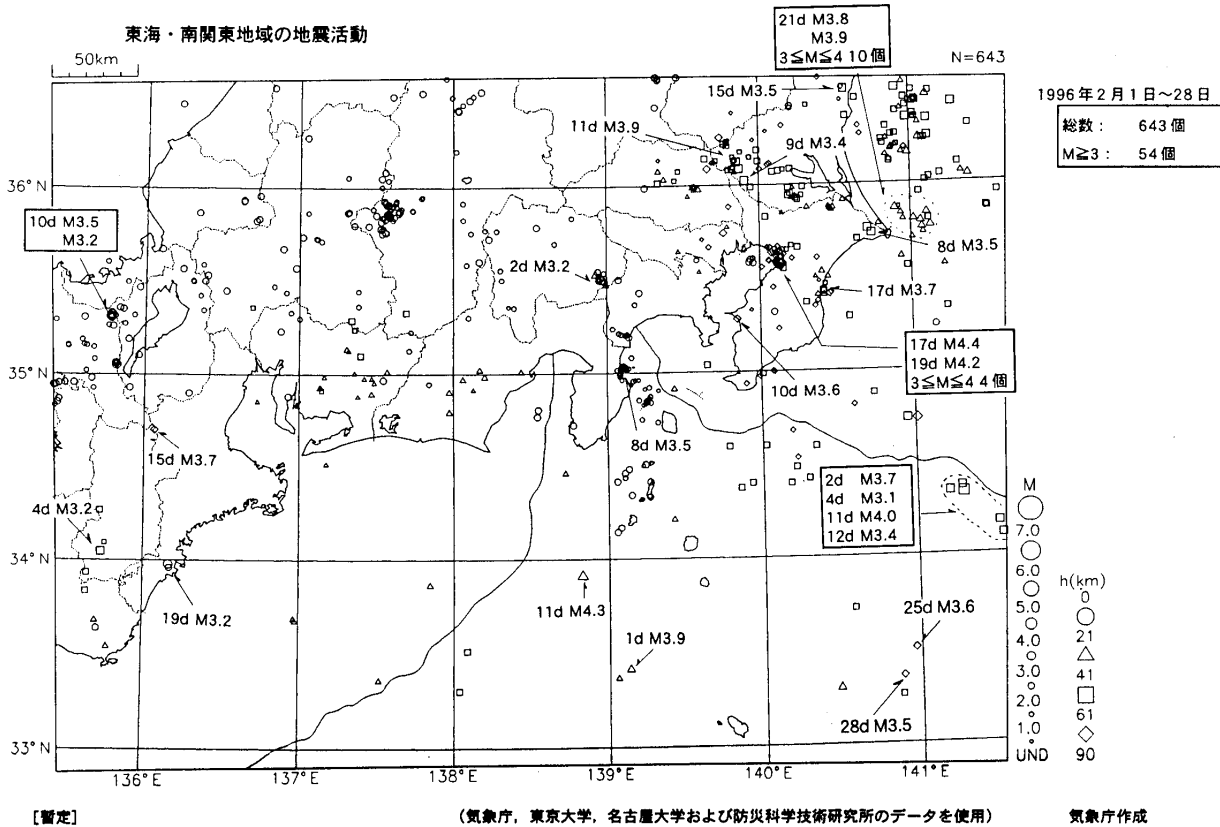 東海・南関東地域の地震活動
50km
N=643
1996年2月1日～28日
総数： 643個
M≧3： 54個
21d M3.8
M3.9
3≦M≦4 10個
15d M3.5
11d M3.9
9d M3.4
36°N
10d M3.5
M3.2
8d M3.5
2d M3.2
17d M3.7
17d M4.4
19d M4.2
3≦M≦4 4個
35°N
10d M3.6
8d M3.5
15d M3.7
2d M3.7
4d M3.1
11d M4.0
12d M3.4
4d M3.2
34°N
19d M3.2
11d M4.3
1d M3.9
25d M3.6
28d M3.5
33°N
M
7.0
6.0
5.0
4.0
3.0
2.0
1.0
UND
h(km)
0
21
41
61
90
136°E
137°E
138°E
139°E
140°E
141°E
[暫定]
（気象庁，東京大学，名古屋大学および防災科学技術研究所のデータを使用）
気象庁作成